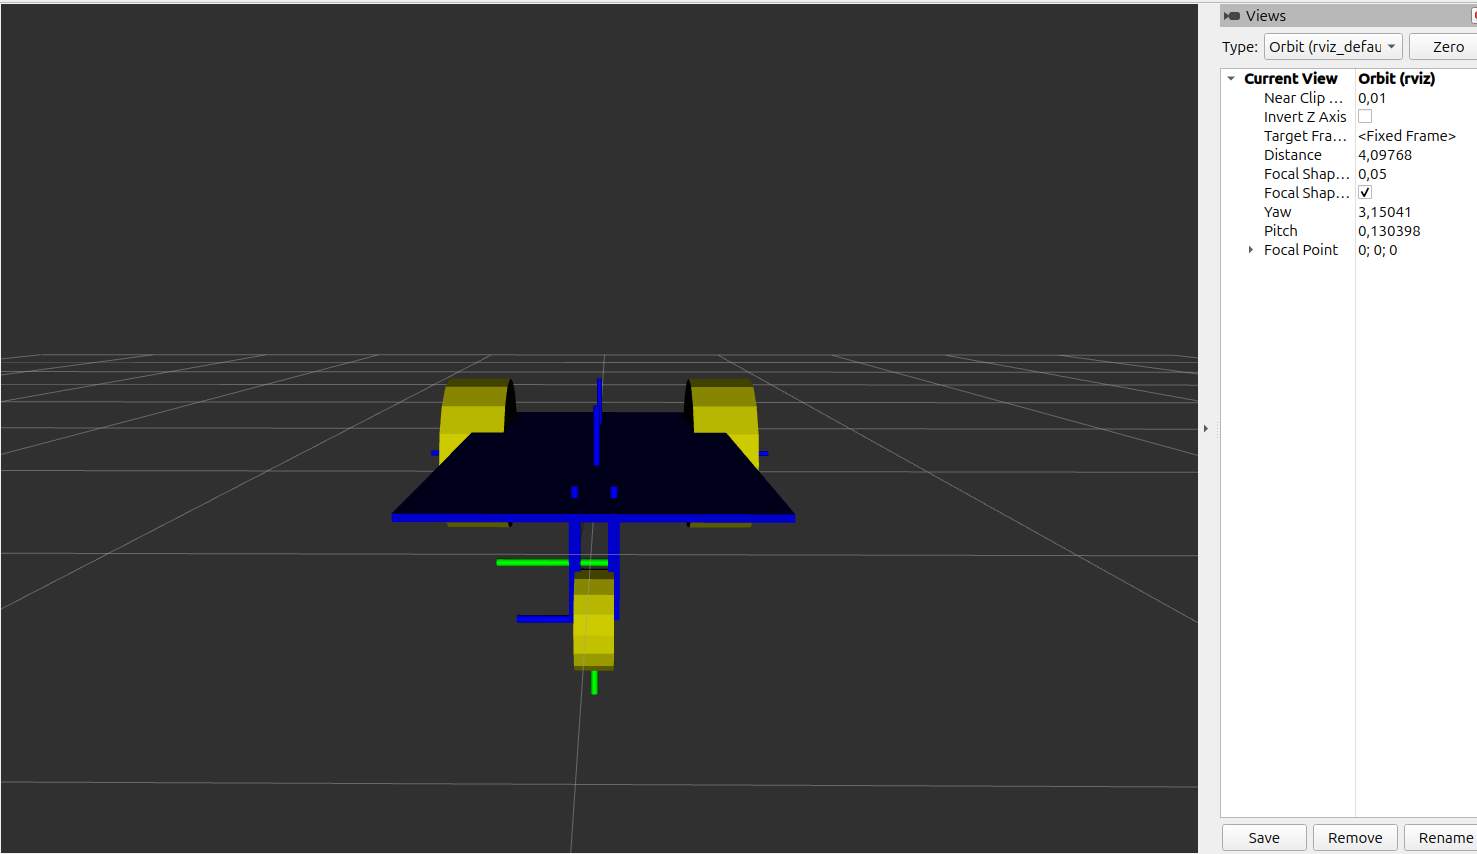 Views
Type: Orbit (rviz_defau Zero
Current View Orbit (rviz)
Near Clip ... 0,01
Invert Z Axis
Target Fra... <Fixed Frame>
Distance 4,09768
Focal Shap... 0,05
Focal Shap...
Yaw 3,15041
Pitch 0,130398
Focal Point 0; 0; 0
Save Remove Rename